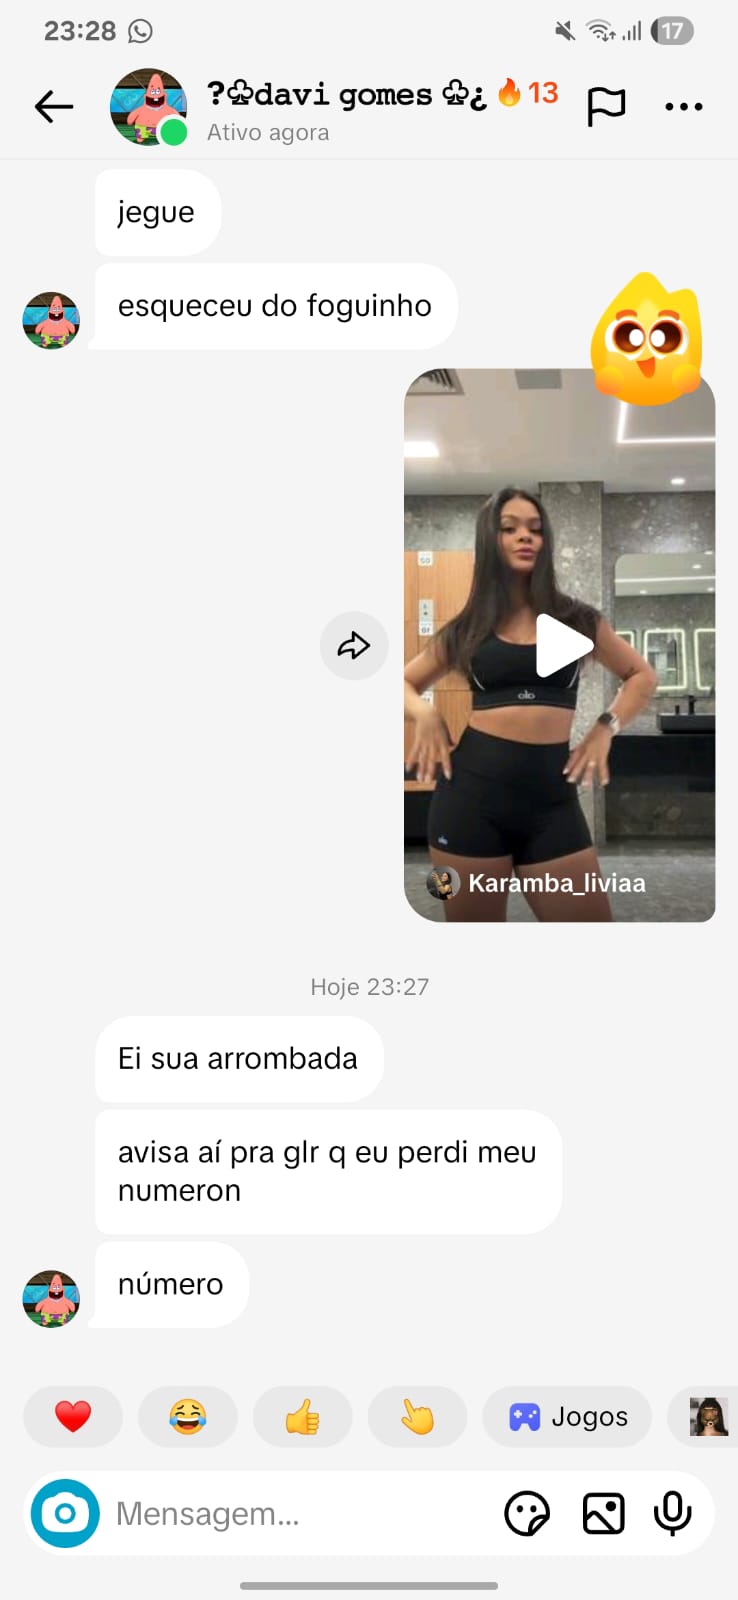 23:28
17
?♧davi gomes ♧¿ 🔥 13
Ativo agora
jegue
esqueceu do foguinho
alo
Karamba_liviaa
Hoje 23:27
Ei sua arrombada
avisa aí pra glr q eu perdi meu
numeron
número
Jogos
Mensagem...